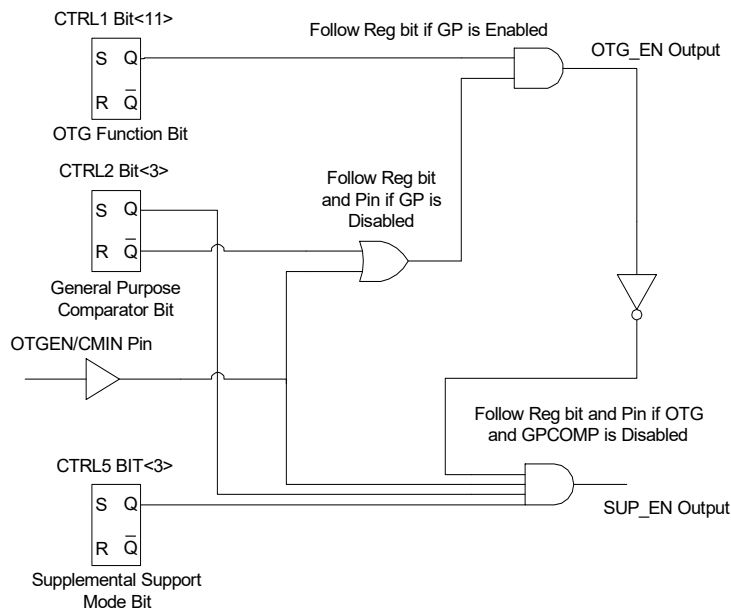 CTRL1 Bit<11>
S Q
R Q̅
OTG Function Bit
Follow Reg bit if GP is Enabled
OTG_EN Output
CTRL2 Bit<3>
S Q
R Q̅
General Purpose
Comparator Bit
Follow Reg bit
and Pin if GP is
Disabled
OTGEN/CMIN Pin
Follow Reg bit and Pin if OTG
and GPCOMP is Disabled
CTRL5 BIT<3>
S Q
R Q̅
Supplemental Support
Mode Bit
SUP_EN Output